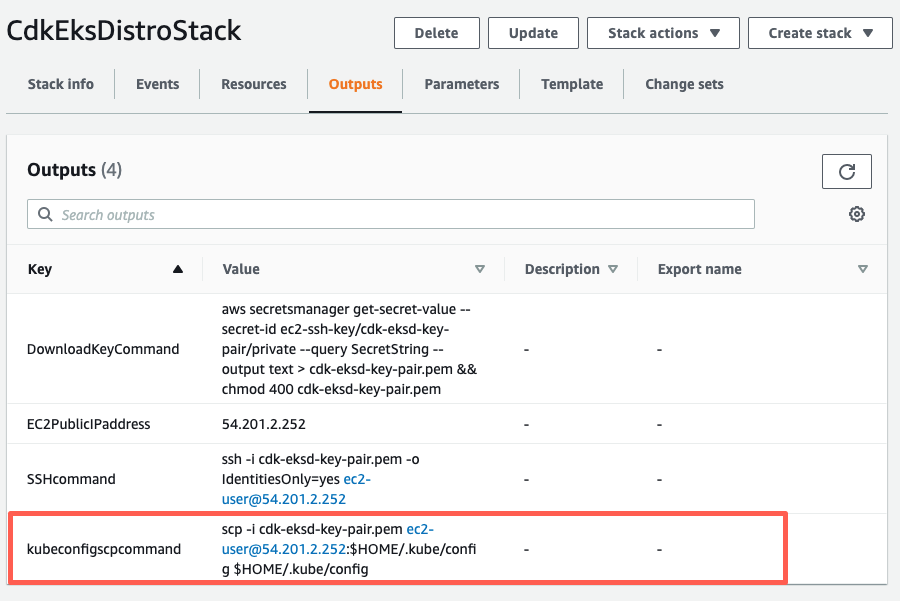 CdkEksDistroStack
Delete
Update
Stack actions
Create stack
Stack info
Events
Resources
Outputs
Parameters
Template
Change sets
Outputs (4)
Search outputs
Key
Value
Description
Export name
DownloadKeyCommand
aws secretsmanager get-secret-value --
secret-id ec2-ssh-key/cdk-eksd-key-
pair/private --query SecretString --
output text > cdk-eksd-key-pair.pem &&
chmod 400 cdk-eksd-key-pair.pem
-
-
EC2PublicIPaddress
54.201.2.252
-
-
SSHcommand
ssh -i cdk-eksd-key-pair.pem -o
IdentitiesOnly=yes ec2-
user@54.201.2.252
-
-
kubeconfigscpcommand
scp -i cdk-eksd-key-pair.pem ec2-
user@54.201.2.252:$HOME/.kube/confi
g $HOME/.kube/config
-
-